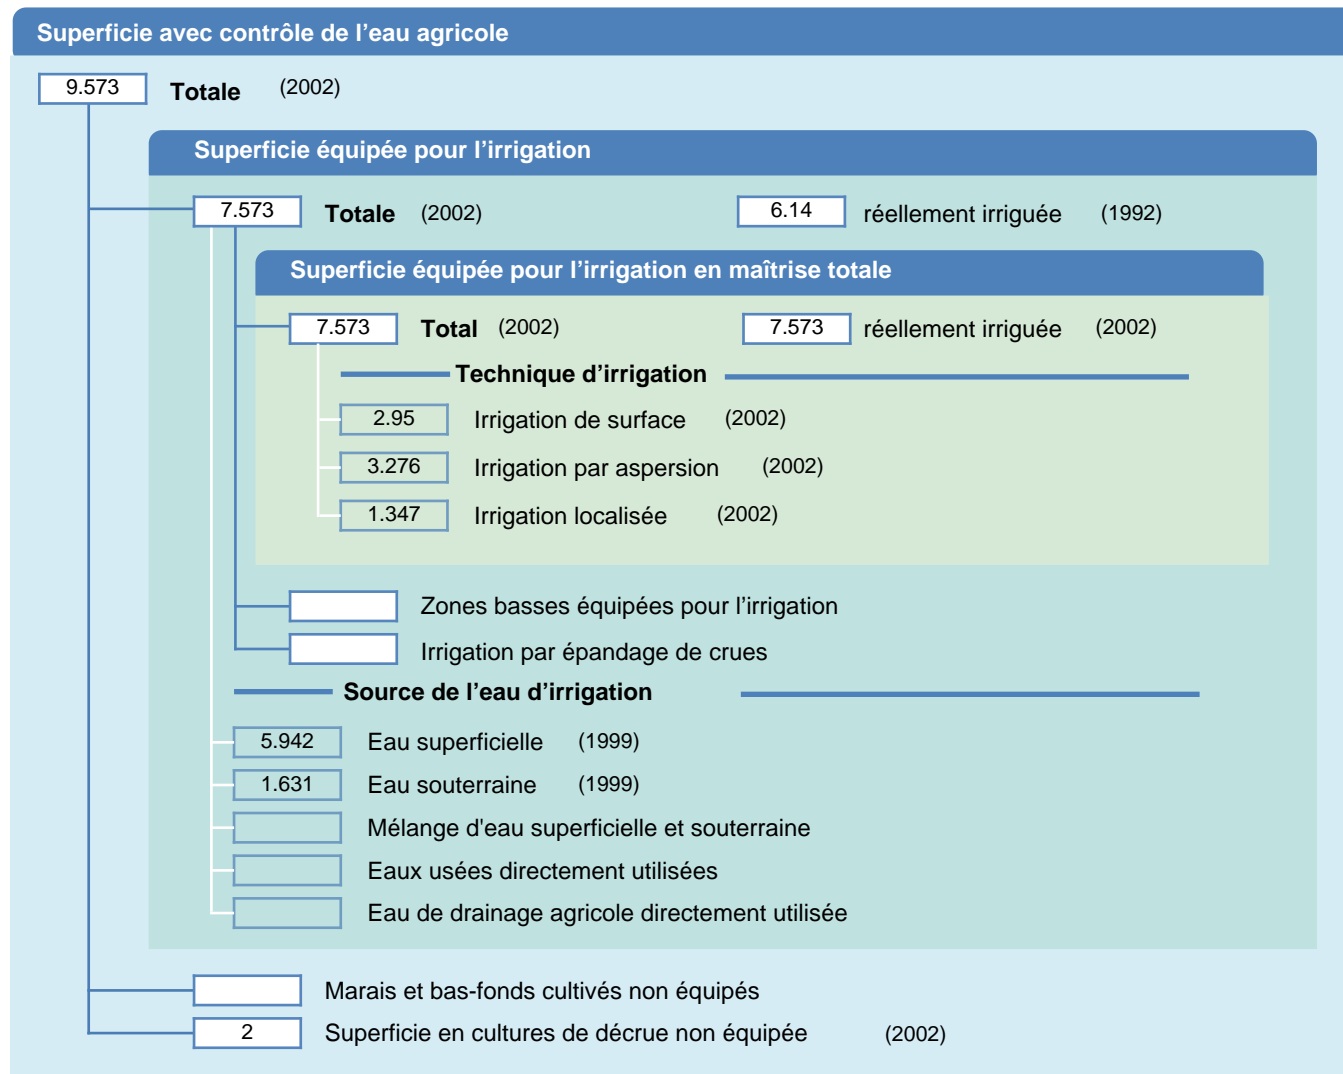 Superficie avec contrôle de l'eau agricole
9.573 Totale (2002)
Superficie équipée pour l'irrigation
7.573 Totale (2002) 6.14 réellement irriguée (1992)
Superficie équipée pour l'irrigation en maîtrise totale
7.573 Total (2002) 7.573 réellement irriguée (2002)
Technique d'irrigation
2.95 Irrigation de surface (2002)
3.276 Irrigation par aspersion (2002)
1.347 Irrigation localisée (2002)
Zones basses équipées pour l'irrigation
Irrigation par épandage de crues
Source de l'eau d'irrigation
5.942 Eau superficielle (1999)
1.631 Eau souterraine (1999)
Mélange d'eau superficielle et souterraine
Eaux usées directement utilisées
Eau de drainage agricole directement utilisée
Marais et bas-fonds cultivés non équipés
2 Superficie en cultures de décrue non équipée (2002)